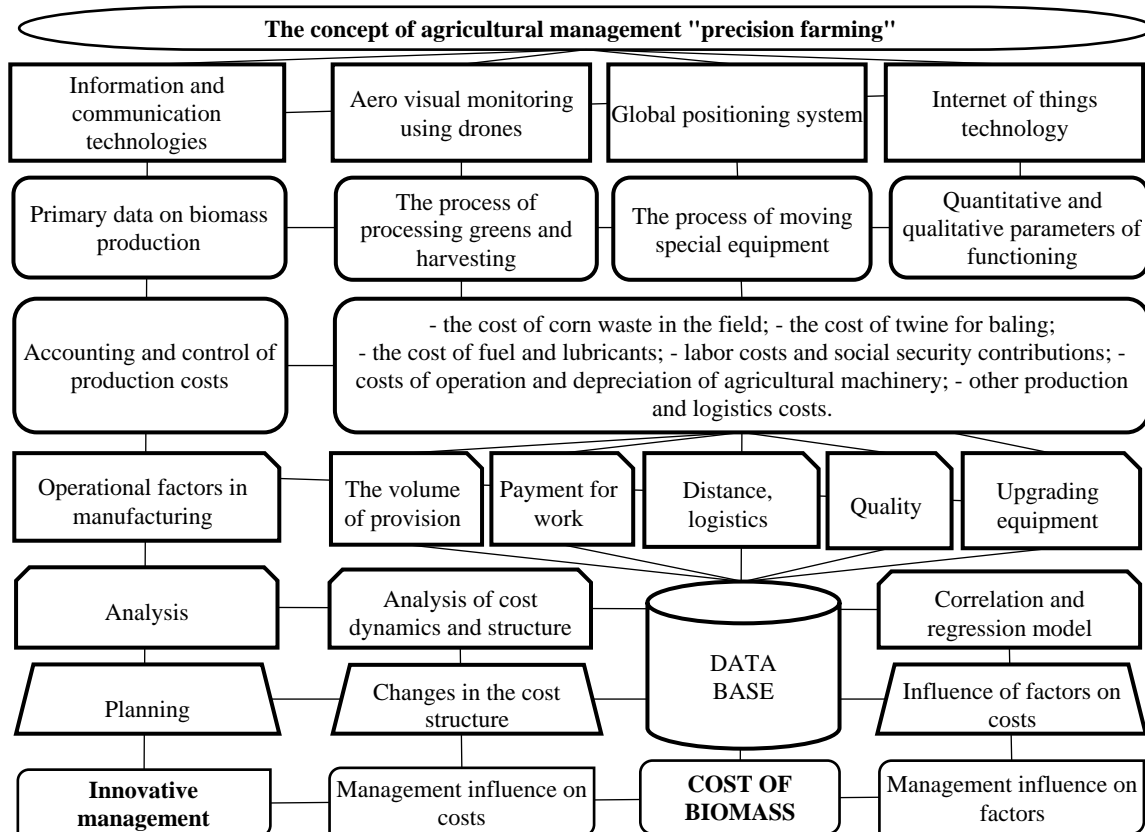 The concept of agricultural management "precision farming"
Information and
communication
technologies
Aero visual monitoring
using drones
Global positioning system
Internet of things
technology
Primary data on biomass
production
The process of
processing greens and
harvesting
The process of moving
special equipment
Quantitative and
qualitative parameters of
functioning
Accounting and control of
production costs
- the cost of corn waste in the field; - the cost of twine for baling;
- the cost of fuel and lubricants; - labor costs and social security contributions; -
costs of operation and depreciation of agricultural machinery; - other production
and logistics costs.
Operational factors in
manufacturing
The volume
of provision
Payment for
work
Distance,
logistics
Quality
Upgrading
equipment
Analysis
Analysis of cost
dynamics and structure
DATA
BASE
Correlation and
regression model
Planning
Changes in the cost
structure
Influence of factors on
costs
Innovative
management
Management influence on
costs
COST OF
BIOMASS
Management influence on
factors